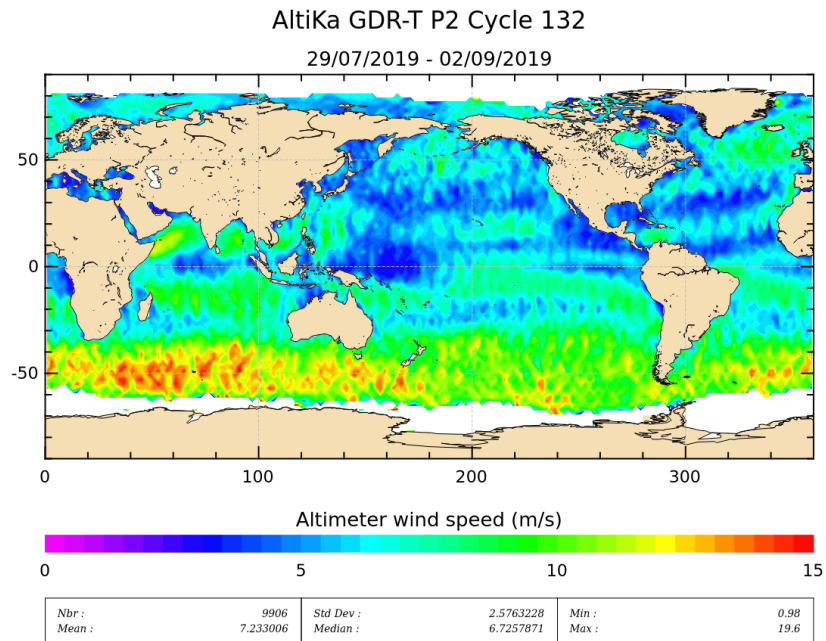 AltiKa GDR-T P2 Cycle 132
29/07/2019 - 02/09/2019
50
0
-50
0 100 200 300
Altimeter wind speed (m/s)
0 5 10 15
Nbr : 9906 Std Dev : 2.5763228 Min : 0.98
Mean : 7.233006 Median : 6.7257871 Max : 19.6